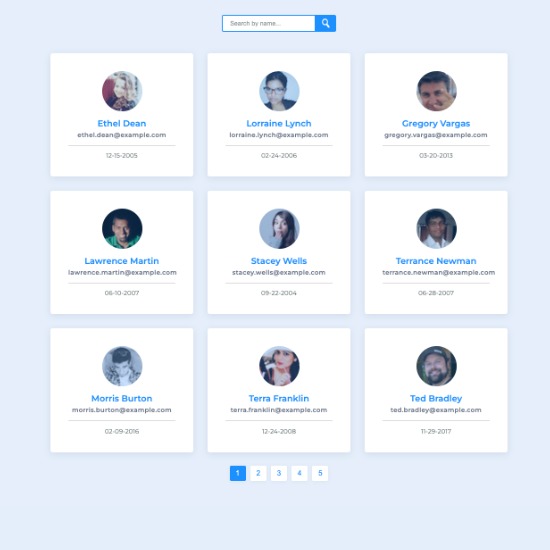 Search by name...
Ethel Dean
ethel.dean@example.com
12-15-2005
Lorraine Lynch
lorraine.lynch@example.com
02-24-2006
Gregory Vargas
gregory.vargas@example.com
03-20-2013
Lawrence Martin
lawrence.martin@example.com
06-10-2007
Stacey Wells
stacey.wells@example.com
09-22-2004
Terrance Newman
terrance.newman@example.com
06-28-2007
Morris Burton
morris.burton@example.com
02-09-2016
Terra Franklin
terra.franklin@example.com
12-24-2008
Ted Bradley
ted.bradley@example.com
11-29-2017
1 2 3 4 5